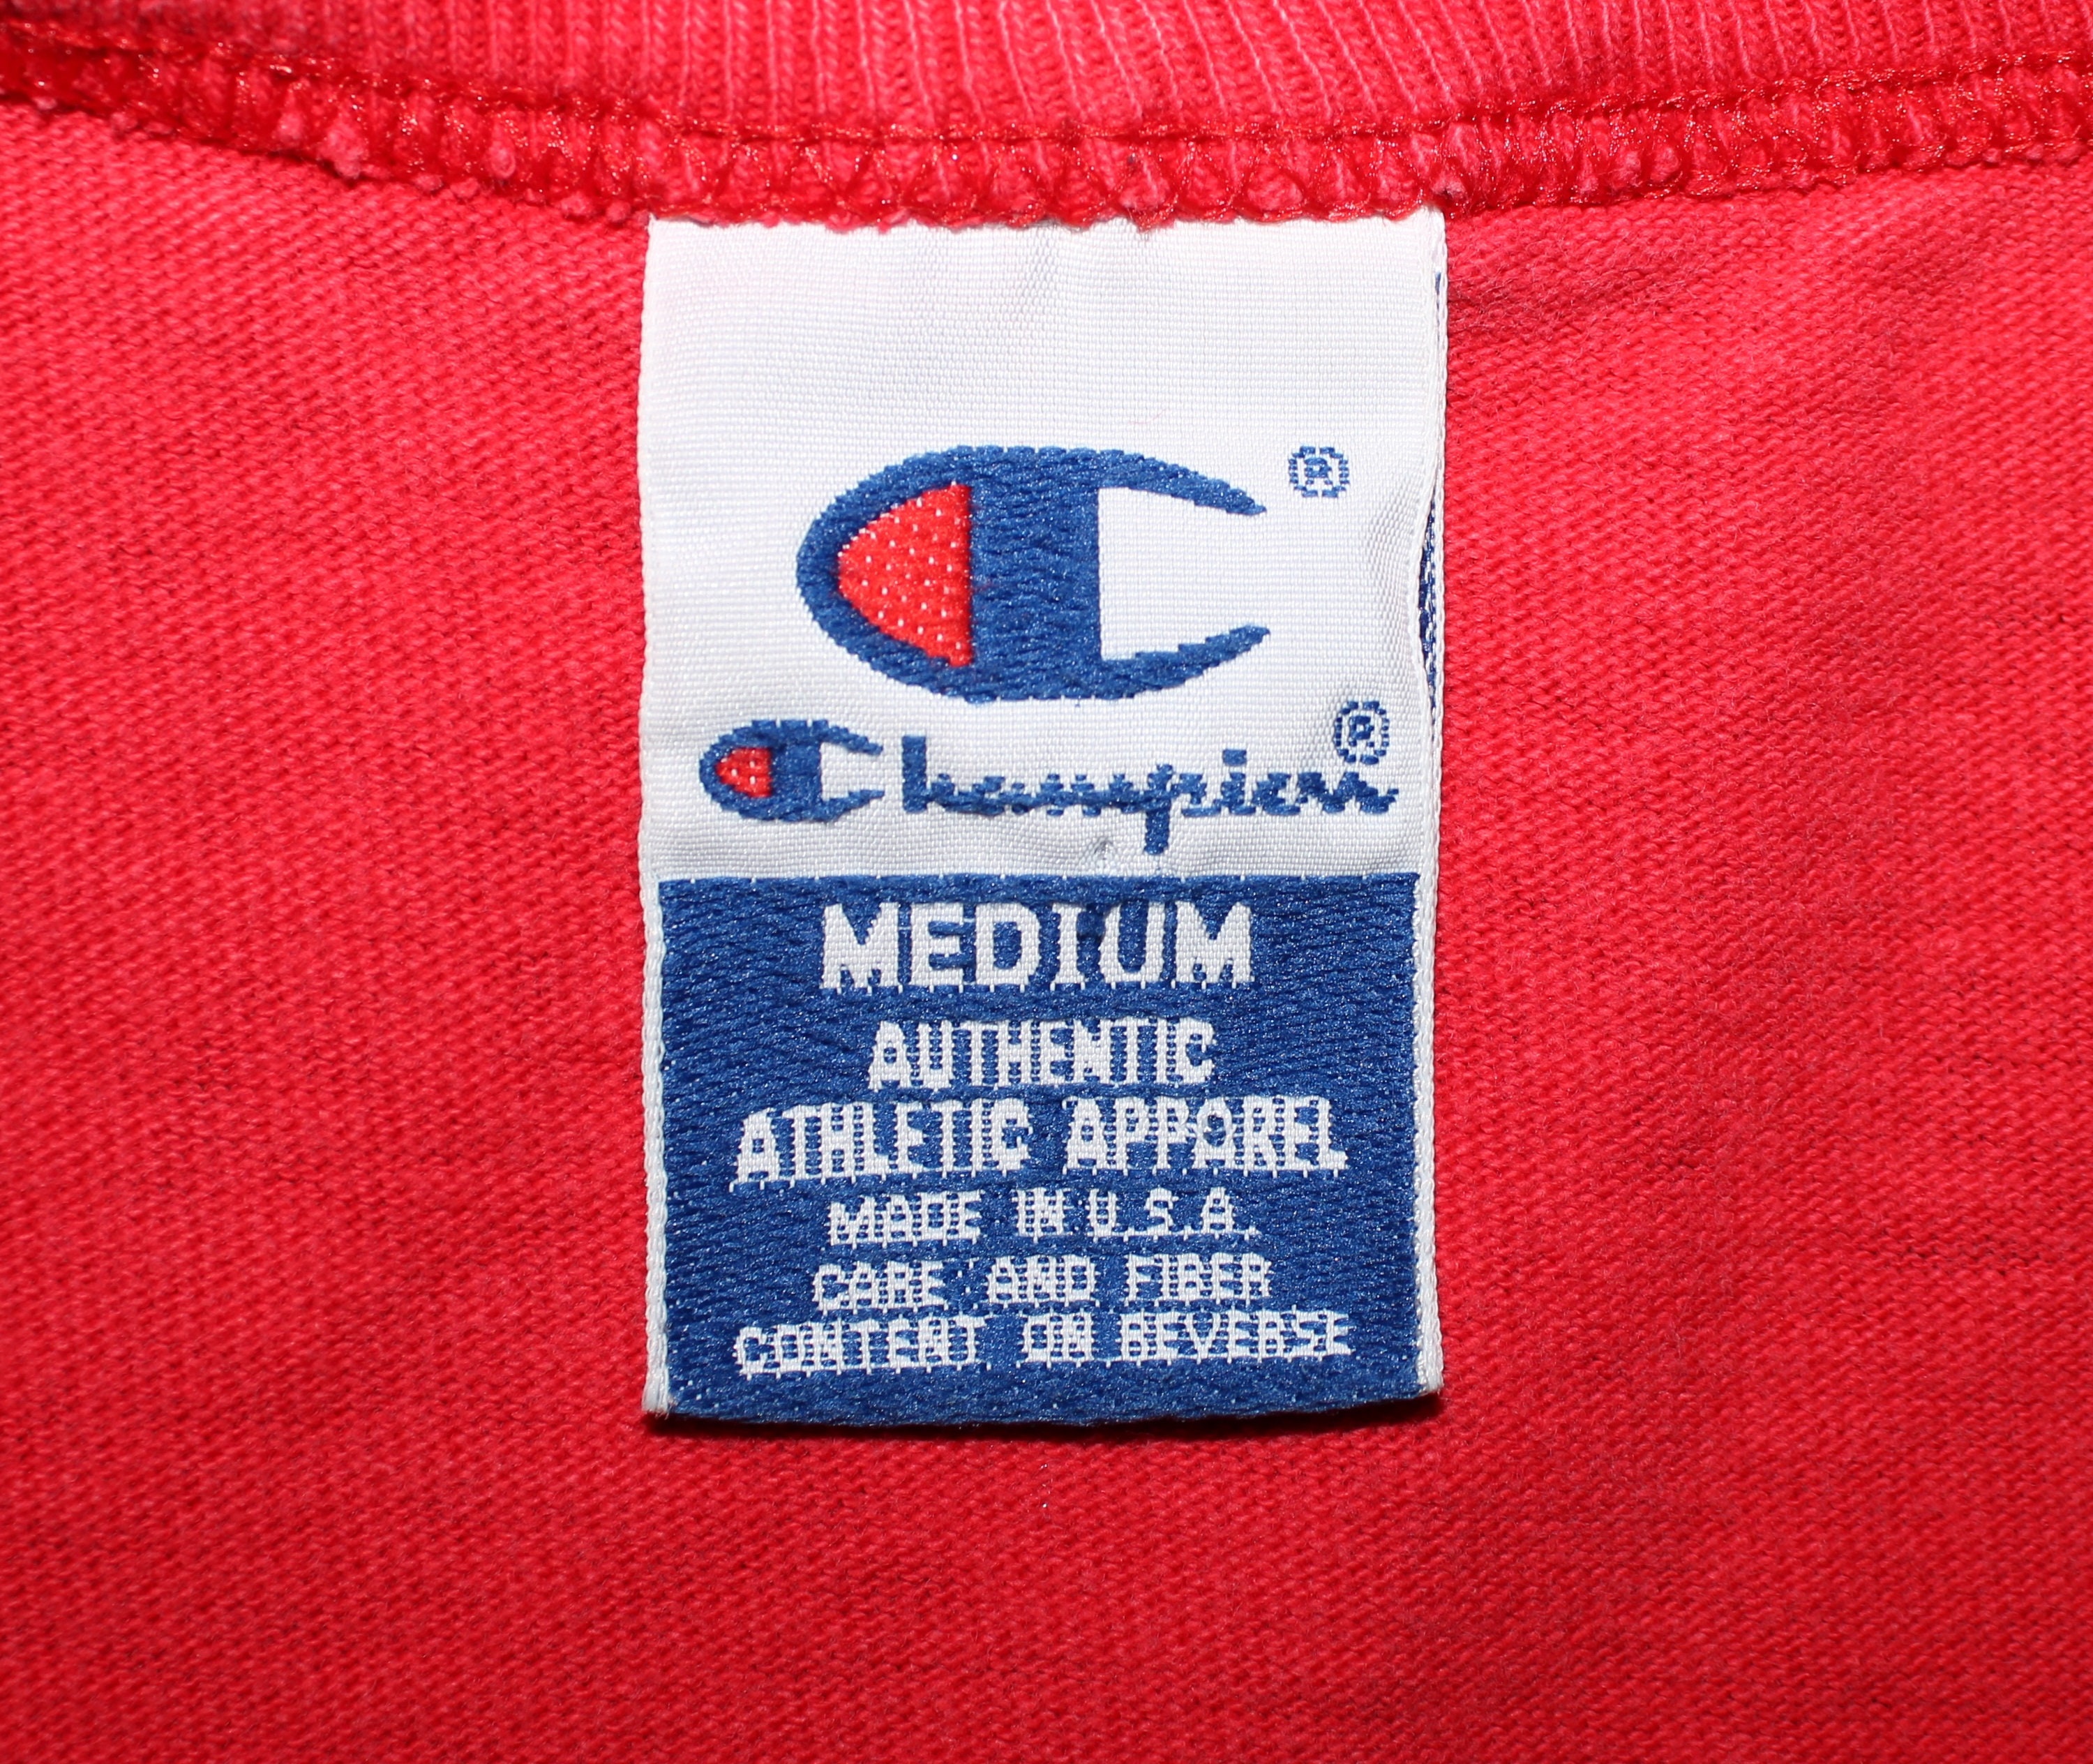 ®
Champion®
MEDIUM
AUTHENTIC
ATHLETIC APPAREL
MADE IN U.S.A.
CARE AND FIBER
CONTENT ON REVERSE